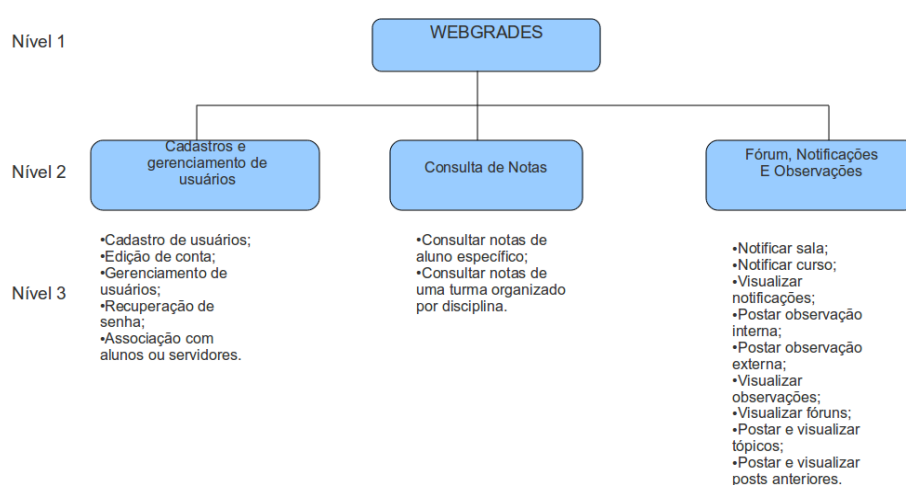 Nível 1
WEBGRADES
Nível 2
Cadastros e
gerenciamento de
usuários
Consulta de Notas
Fórum, Notificações
E Observações
Nível 3
•Cadastro de usuários;
•Edição de conta;
•Gerenciamento de
usuários;
•Recuperação de
senha;
•Associação com
alunos ou servidores.
•Consultar notas de
aluno específico;
•Consultar notas de
uma turma organizado
por disciplina.
•Notificar sala;
•Notificar curso;
•Visualizar
notificações;
•Postar observação
interna;
•Postar observação
externa;
•Visualizar
observações;
•Visualizar fóruns;
•Postar e visualizar
tópicos;
•Postar e visualizar
posts anteriores.